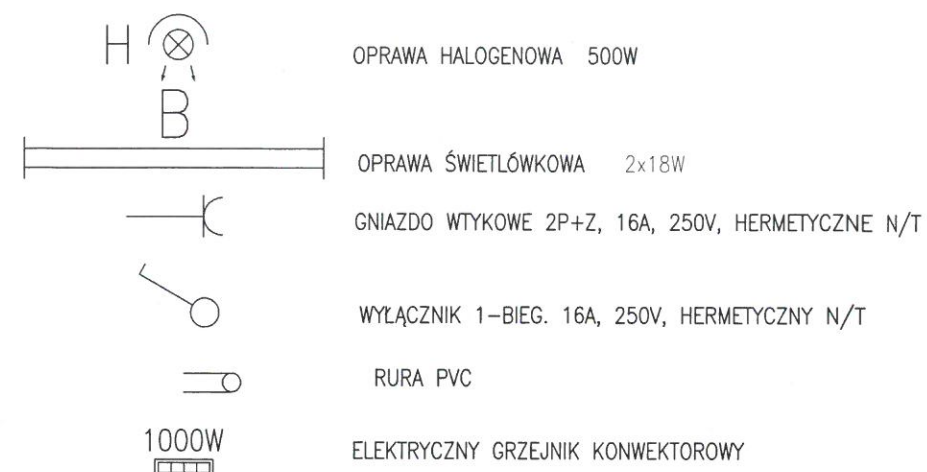 H OPRAWA HALOGENOWA 500W
B
OPRAWA ŚWIETLÓWKOWA 2x18W
GNIAZDO WTYKOWE 2P+Z, 16A, 250V, HERMETYCZNE N/T
WYŁĄCZNIK 1-BIEG. 16A, 250V, HERMETYCZNY N/T
RURA PVC
1000W ELEKTRYCZNY GRZEJNIK KONWEKTOROWY